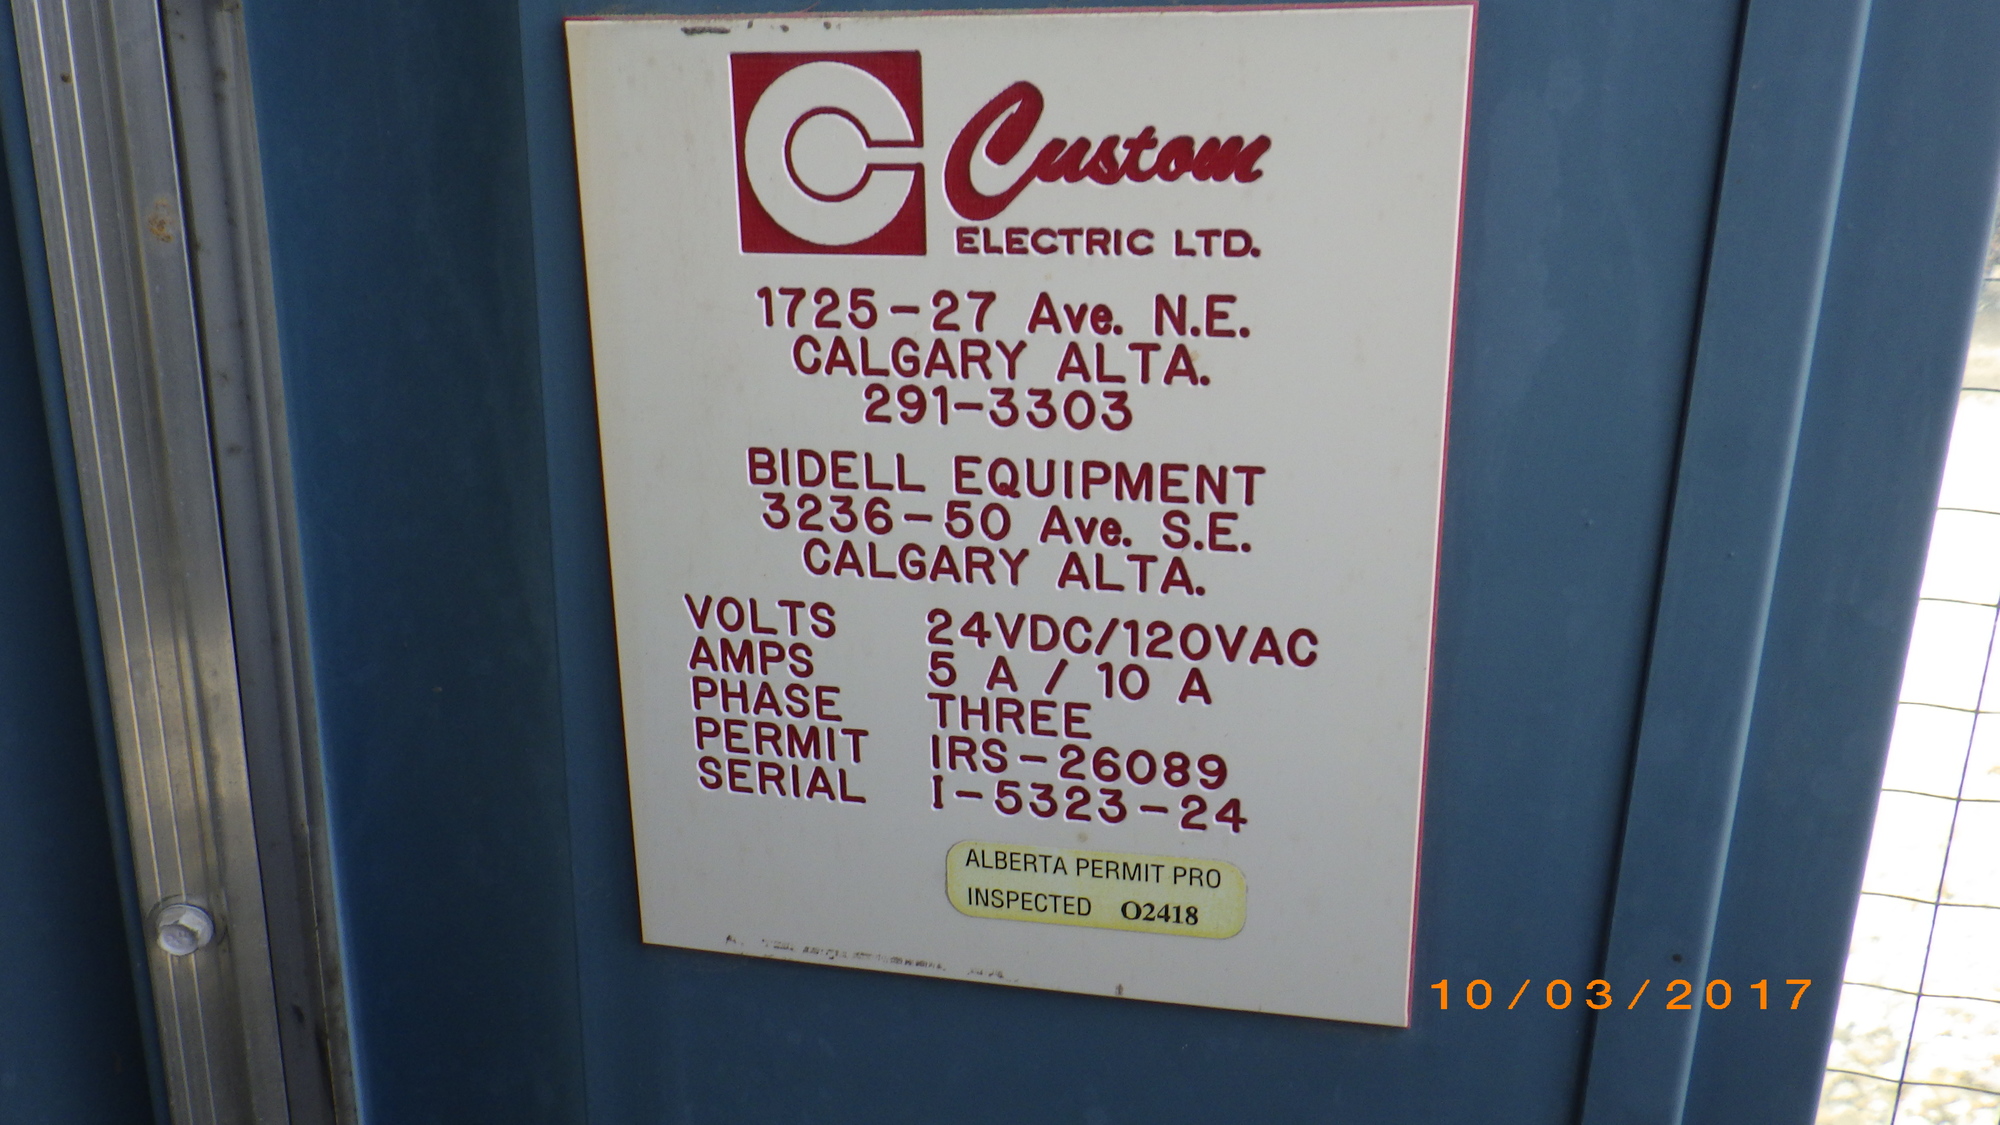 Custom
ELECTRIC LTD.
1725-27 Ave. N.E.
CALGARY ALTA.
291-3303
BIDELL EQUIPMENT
3236-50 Ave. S.E.
CALGARY ALTA.
VOLTS 24VDC/120VAC
AMPS 5 A / 10 A
PHASE THREE
PERMIT IRS-26089
SERIAL I-5323-24
ALBERTA PERMIT PRO
INSPECTED O2418
10/03/2017